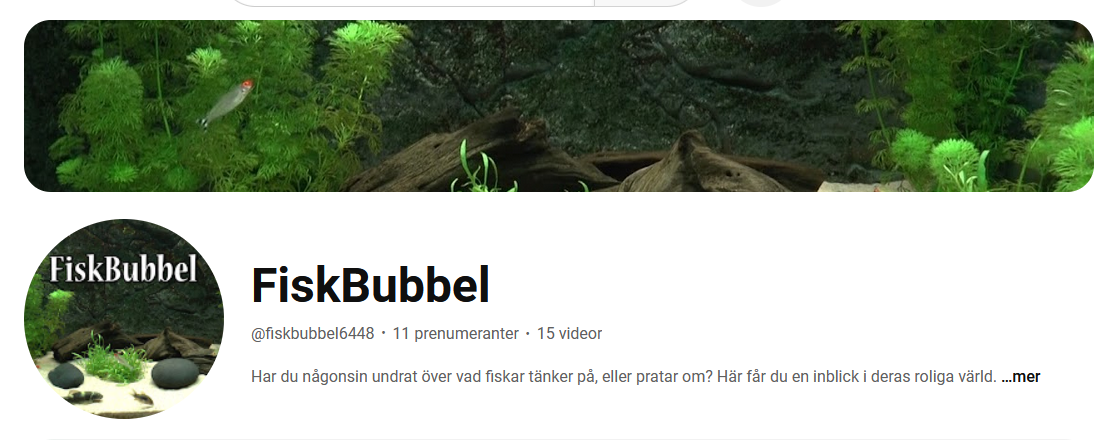 FiskBubbel
FiskBubbel
@fiskbubbel6448 • 11 prenumeranter • 15 videor
Har du någonsin undrat över vad fiskar tänker på, eller pratar om? Här får du en inblick i deras roliga värld. ...mer